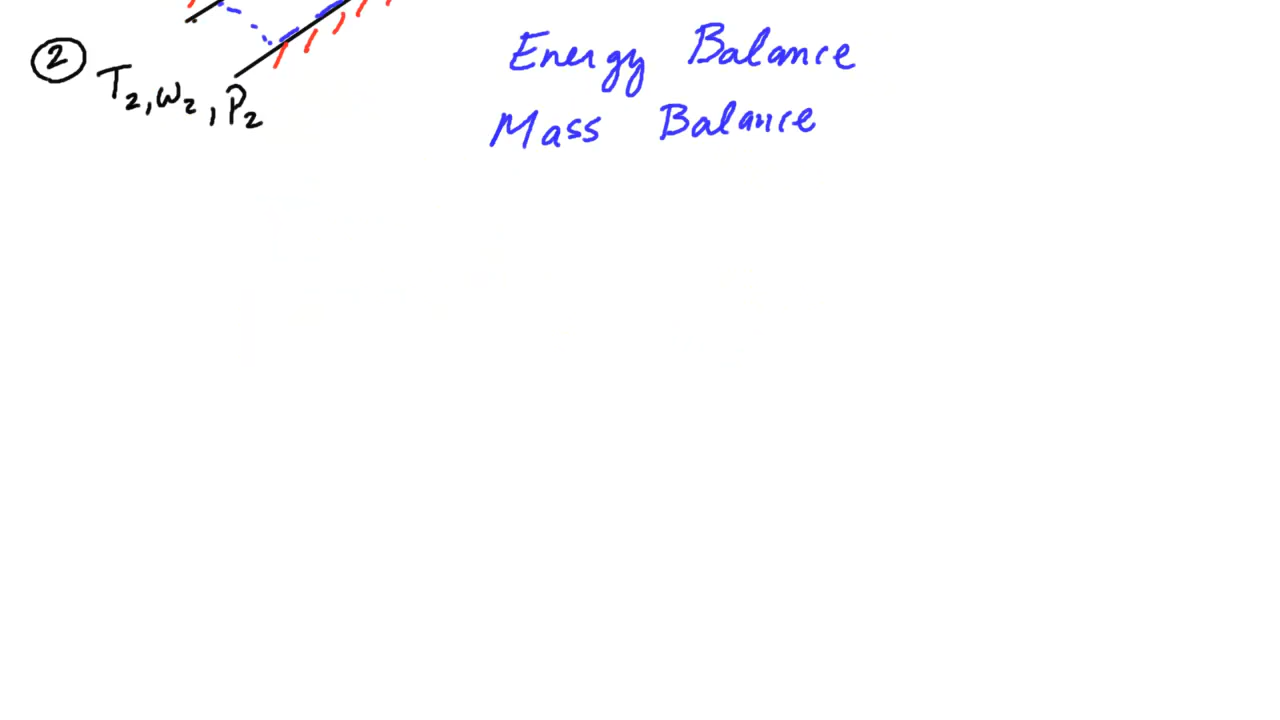 ②
T₂, ω₂, P₂
Energy Balance
Mass Balance